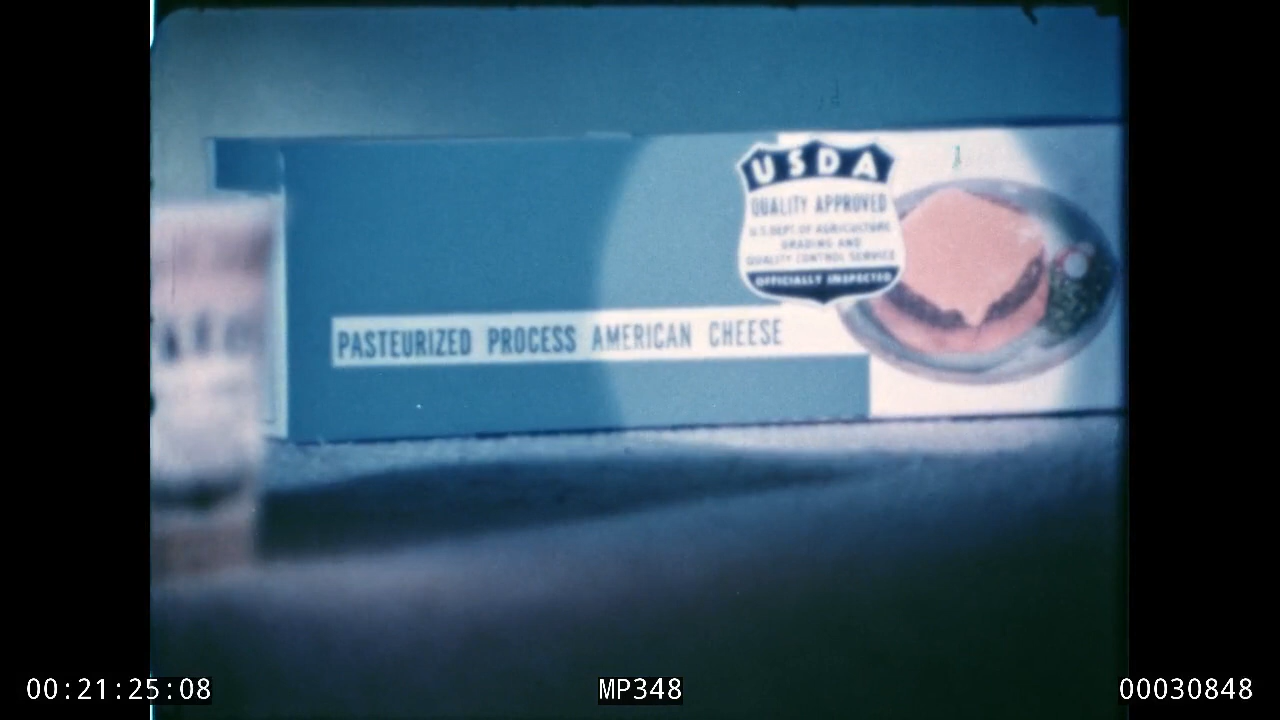 USDA
QUALITY APPROVED
U.S. DEPT. OF AGRICULTURE
GRADING AND
QUALITY CONTROL SERVICE
OFFICIALLY INSPECTED
PASTEURIZED PROCESS AMERICAN CHEESE
00:21:25:08
MP348
00030848